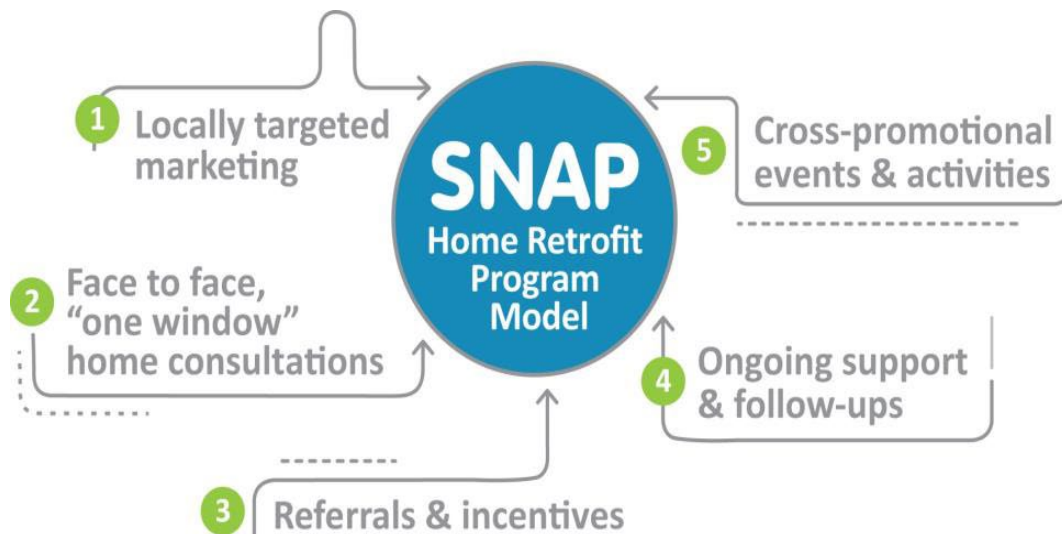 SNAP
Home Retrofit
Program
Model
1
Locally targeted
marketing
2
Face to face,
“one window”
home consultations
3
Referrals & incentives
4
Ongoing support
& follow-ups
5
Cross-promotional
events & activities